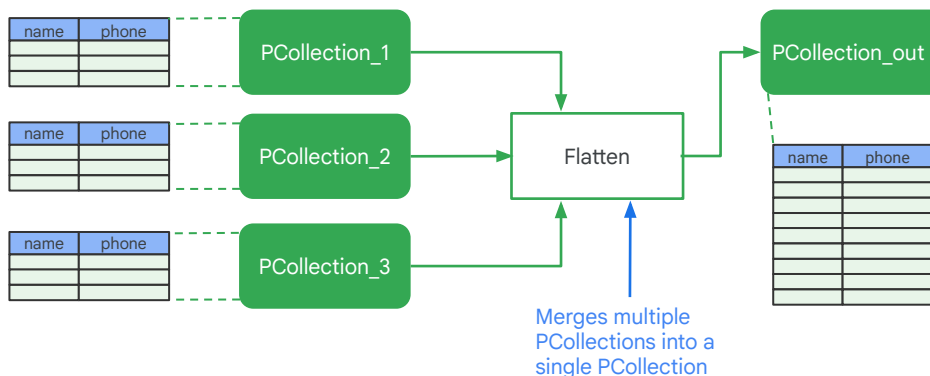 name phone
PCollection_1
PCollection_out
name phone
PCollection_2
Flatten
name phone
name phone
PCollection_3
Merges multiple
PCollections into a
single PCollection